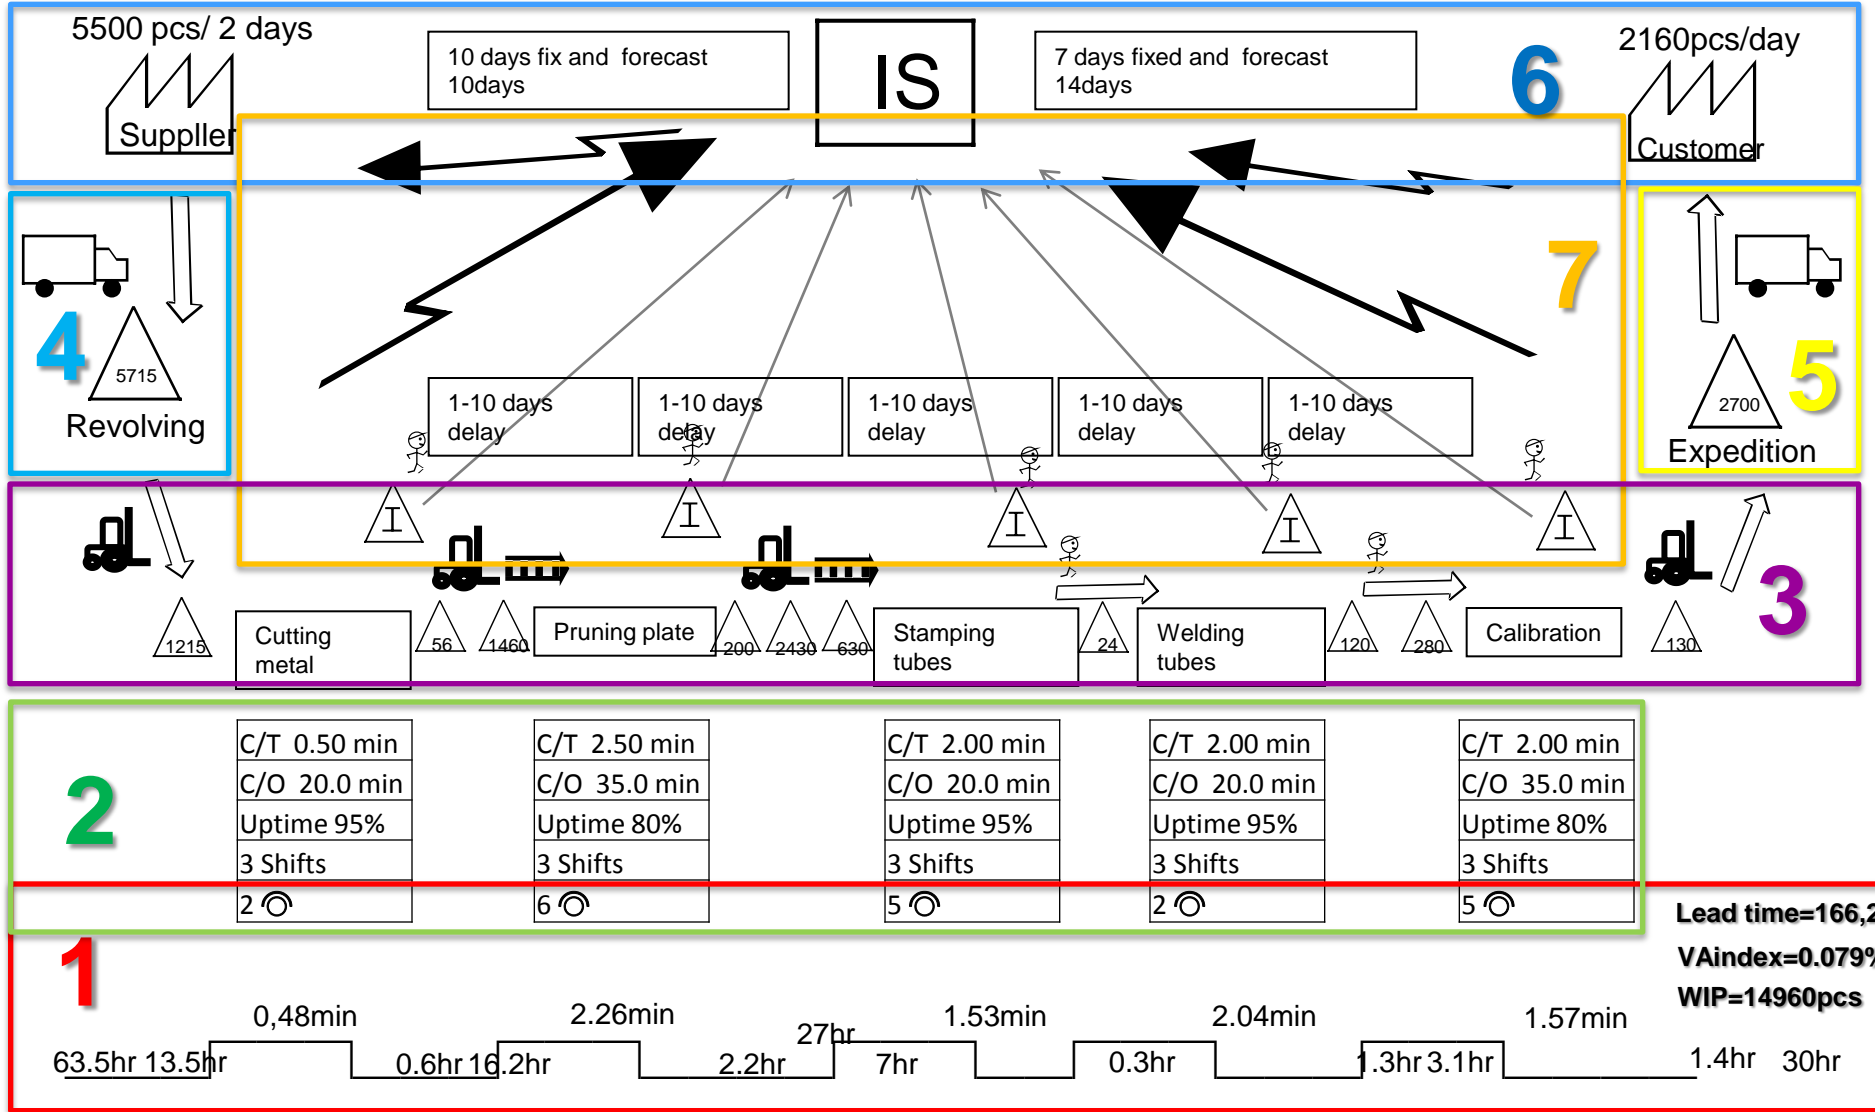 5500 pcs/ 2 days
10 days fix and forecast
10days
IS
7 days fixed and forecast
14days
6
2160pcs/day
Suppller
Customer
4
5715
Revolving
7
5
2700
Expedition
1-10 days
delay
1-10 days
delay
1-10 days
delay
1-10 days
delay
1-10 days
delay
I
I
I
I
I
3
1215
Cutting
metal
56
1460
Pruning plate
200
2430
630
Stamping
tubes
24
Welding
tubes
120
280
Calibration
130
2
C/T 0.50 min
C/O 20.0 min
Uptime 95%
3 Shifts
2
C/T 2.50 min
C/O 35.0 min
Uptime 80%
3 Shifts
6
C/T 2.00 min
C/O 20.0 min
Uptime 95%
3 Shifts
5
C/T 2.00 min
C/O 20.0 min
Uptime 95%
3 Shifts
2
C/T 2.00 min
C/O 35.0 min
Uptime 80%
3 Shifts
5
1
Lead time=166,2
VAindex=0.079%
WIP=14960pcs
0,48min
2.26min
27hr
1.53min
2.04min
1.57min
63.5hr 13.5hr
0.6hr 16.2hr
2.2hr
7hr
0.3hr
1.3hr 3.1hr
1.4hr
30hr